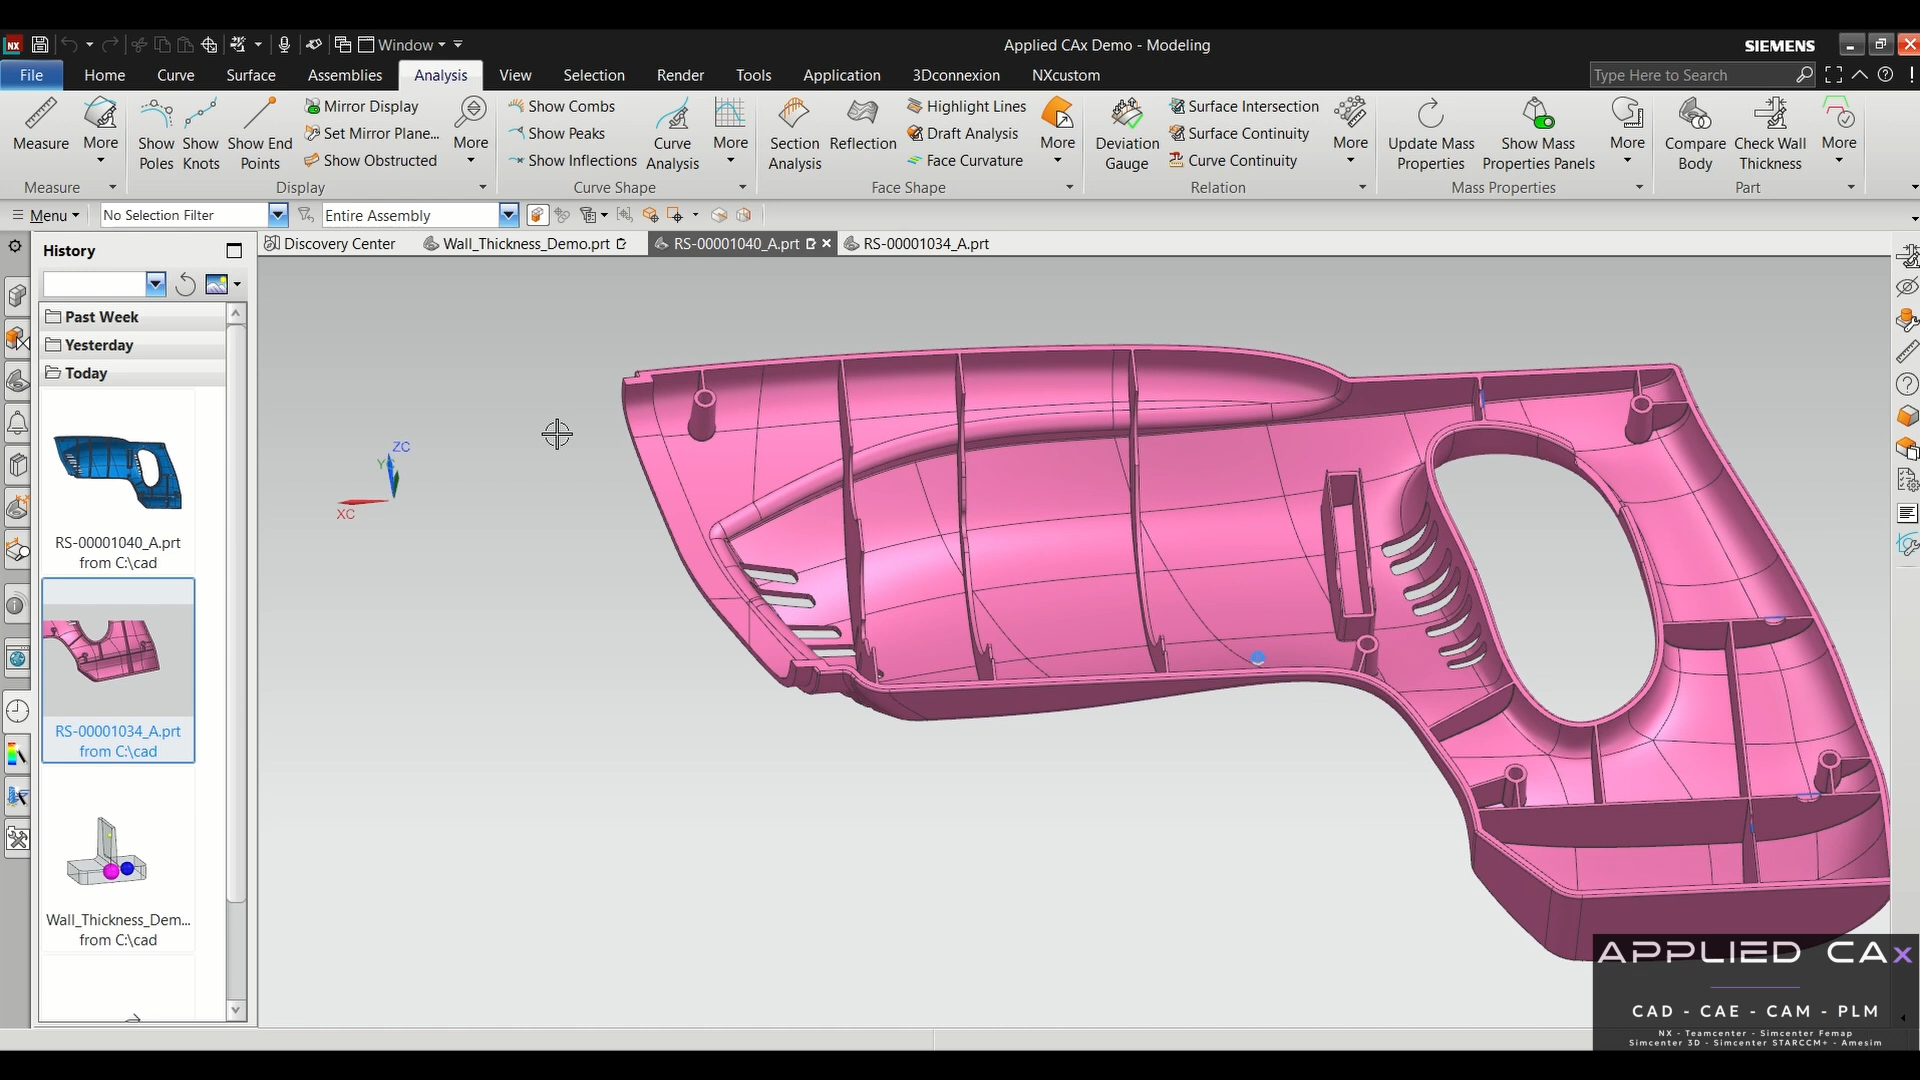 NX Window
Applied CAx Demo - Modeling
SIEMENS
File Home Curve Surface Assemblies Analysis View Selection Render Tools Application 3Dconnexion NXcustom
Type Here to Search
Measure
More
Show Poles
Show Knots
Show End Points
Mirror Display
Set Mirror Plane...
Show Obstructed
More
Show Combs
Show Peaks
Show Inflections
Curve Analysis
More
Section Analysis
Reflection
Highlight Lines
Draft Analysis
Face Curvature
More
Deviation Gauge
Surface Intersection
Surface Continuity
Curve Continuity
More
Update Mass Properties
Show Mass Properties Panels
More
Compare Body
Check Wall Thickness
More
Measure Display Curve Shape Face Shape Relation Mass Properties Part
Menu
No Selection Filter
Entire Assembly
History
Discovery Center
Wall_Thickness_Demo.prt
RS-00001040_A.prt
RS-00001034_A.prt
Past Week
Yesterday
Today
RS-00001040_A.prt
from C:\cad
RS-00001034_A.prt
from C:\cad
Wall_Thickness_Dem...
from C:\cad
ZC
Y
XC
APPLIED CAx
CAD - CAE - CAM - PLM
NX - Teamcenter - Simcenter Femap
Simcenter 3D - Simcenter STARCCM+ - Amesim